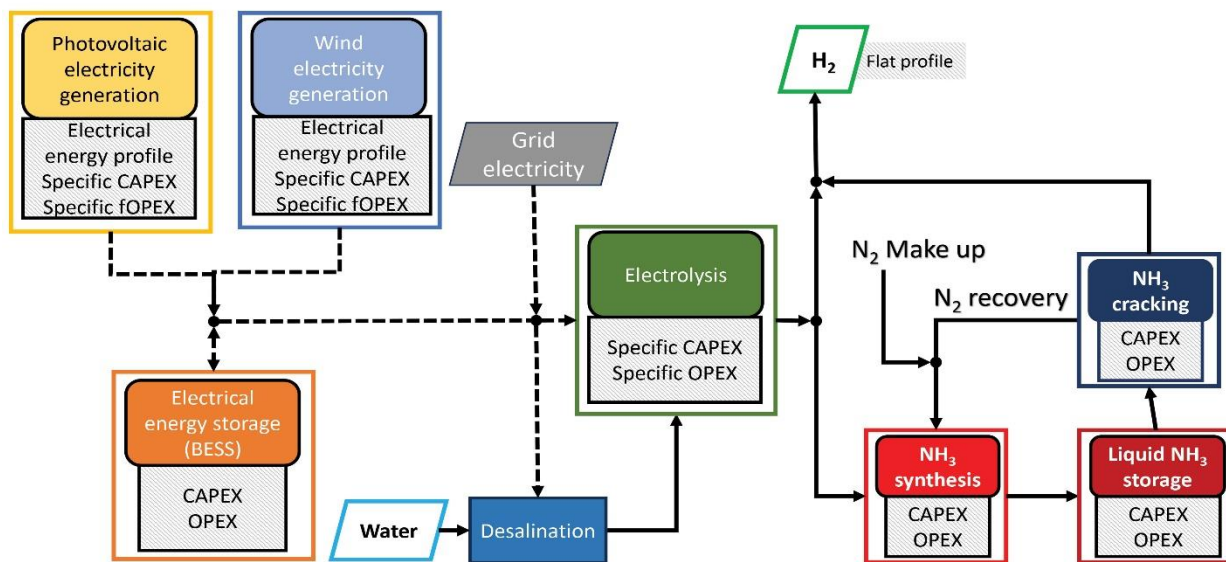 Photovoltaic
electricity
generation
Electrical
energy profile
Specific CAPEX
Specific fOPEX
Wind
electricity
generation
Electrical
energy profile
Specific CAPEX
Specific fOPEX
Grid
electricity
H₂
Flat profile
Electrolysis
Specific CAPEX
Specific OPEX
N₂ Make up
N₂ recovery
NH₃
cracking
CAPEX
OPEX
Electrical
energy storage
(BESS)
CAPEX
OPEX
Water
Desalination
NH₃
synthesis
CAPEX
OPEX
Liquid NH₃
storage
CAPEX
OPEX